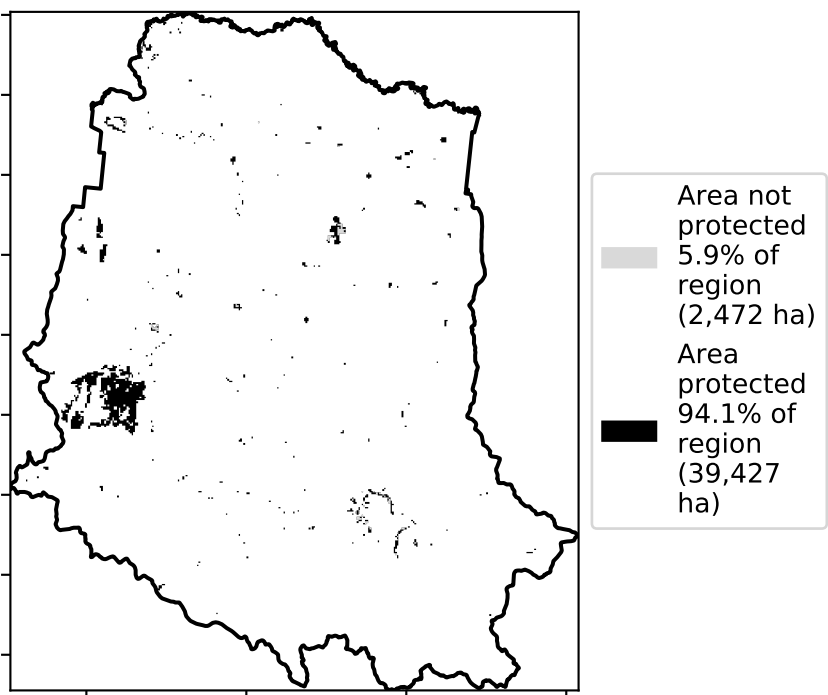 Area not
protected
5.9% of
region
(2,472 ha)
Area
protected
94.1% of
region
(39,427
ha)